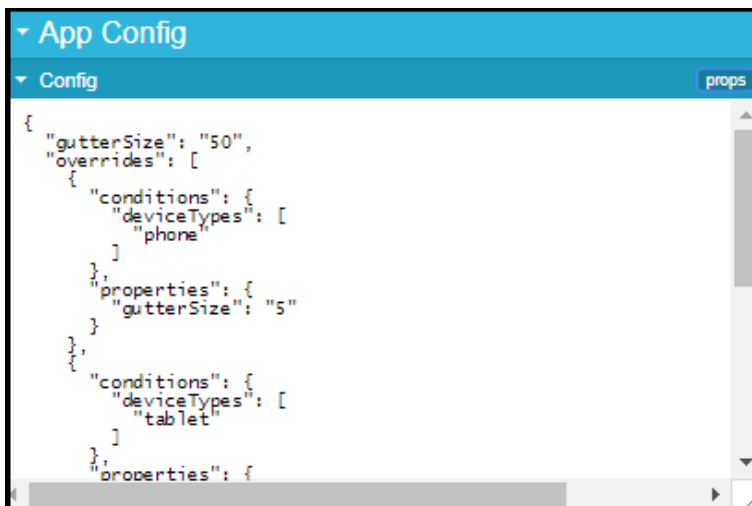 App Config
Config
props
{
"gutterSize": "50",
"overrides": [
{
"conditions": {
"deviceTypes": [
"phone"
]
},
"properties": {
"gutterSize": "5"
}
},
{
"conditions": {
"deviceTypes": [
"tablet"
]
},
"properties": {